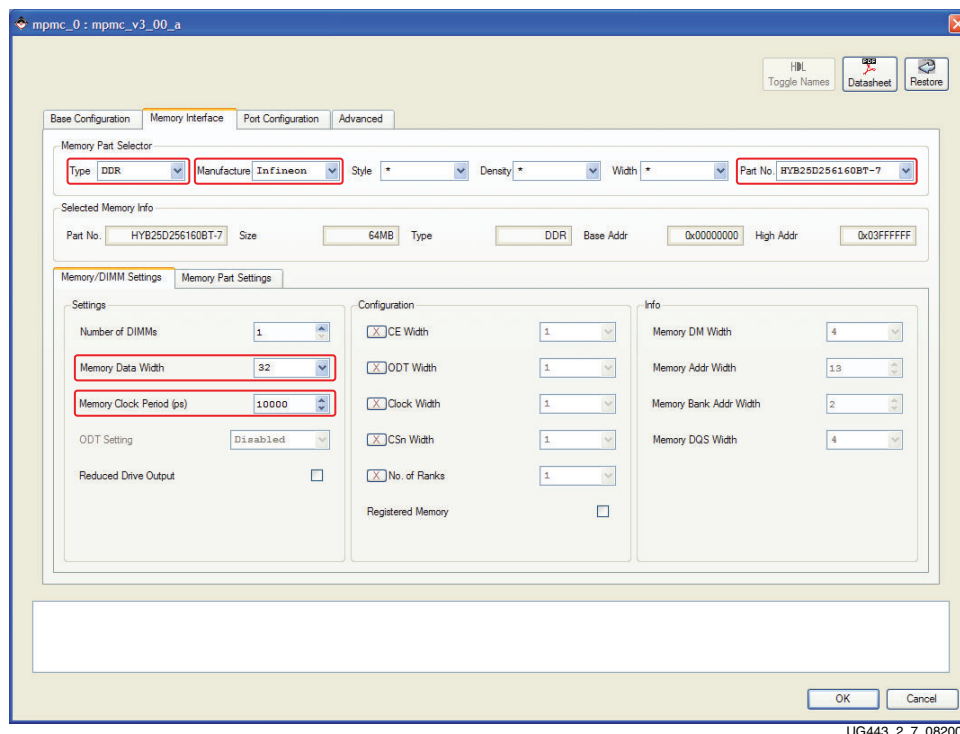 mpmc_0 : mpmc_v3_00_a
HDL
Toggle Names
PDF
Datasheet
Restore
Base Configuration Memory Interface Port Configuration Advanced
Memory Part Selector
Type DDR Manufacture Infineon Style * Density * Width * Part No. HYB25D256160BT-7
Selected Memory Info
Part No. HYB25D256160BT-7 Size 64MB Type DDR Base Addr 0x00000000 High Addr 0x03FFFFFF
Memory/DIMM Settings Memory Part Settings
Settings Configuration Info
Number of DIMMs 1 X CE Width 1 Memory DM Width 4
Memory Data Width 32 X ODT Width 1 Memory Addr Width 13
Memory Clock Period (ps) 10000 X Clock Width 1 Memory Bank Addr Width 2
ODT Setting Disabled X CSn Width 1 Memory DQS Width 4
Reduced Drive Output X No. of Ranks 1
Registered Memory
OK Cancel
UG443_2_7_08200